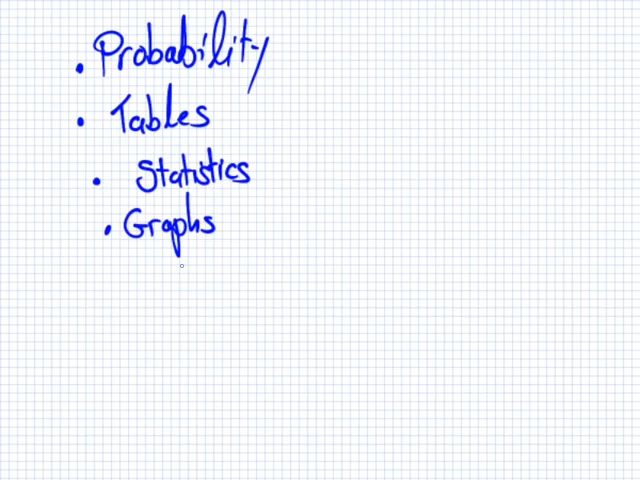 • Probability
• Tables
• Statistics
• Graphs